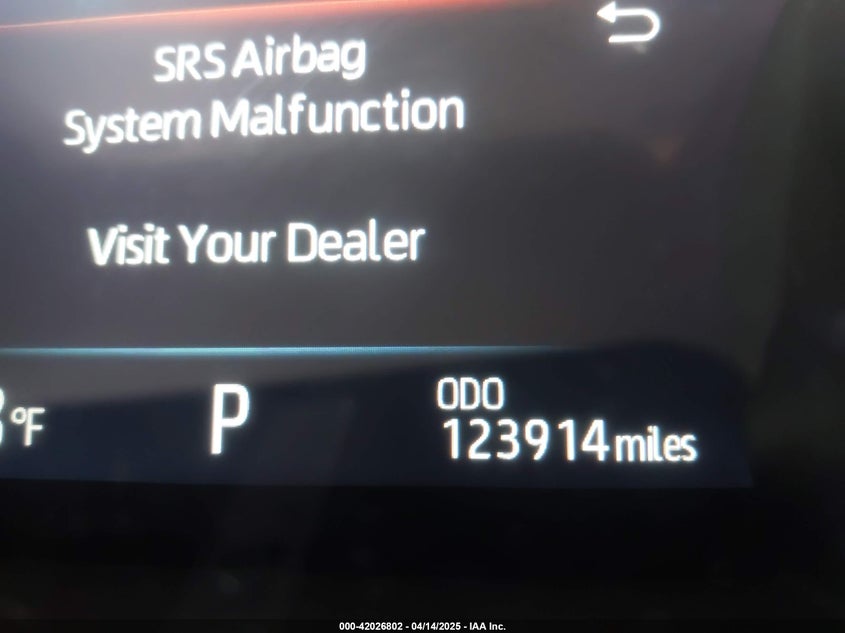 SRS Airbag
System Malfunction
Visit Your Dealer
°F
P
ODO
123914 miles
000-42026802 - 04/14/2025 - IAA Inc.